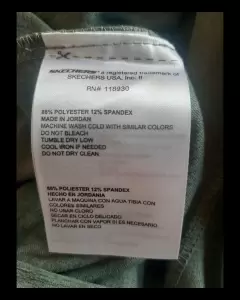 SKECHERS a registered trademark of
SKECHERS USA, Inc. II
RN# 118830
88% POLYESTER 12% SPANDEX
MADE IN JORDAN
MACHINE WASH COLD WITH SIMILAR COLORS
DO NOT BLEACH
TUMBLE DRY LOW
COOL IRON IF NEEDED
DO NOT DRY CLEAN
88% POLYESTER 12% SPANDEX
HECHO EN JORDANIA
LAVAR A MAQUINA CON AGUA TIBIA CON
COLORES SIMILARES
NO USAR CLORO
SECAR EN CICLO DELICADO
PLANCHAR CON VAPOR SI ES NECESARIO
NO LAVAR EN SECO